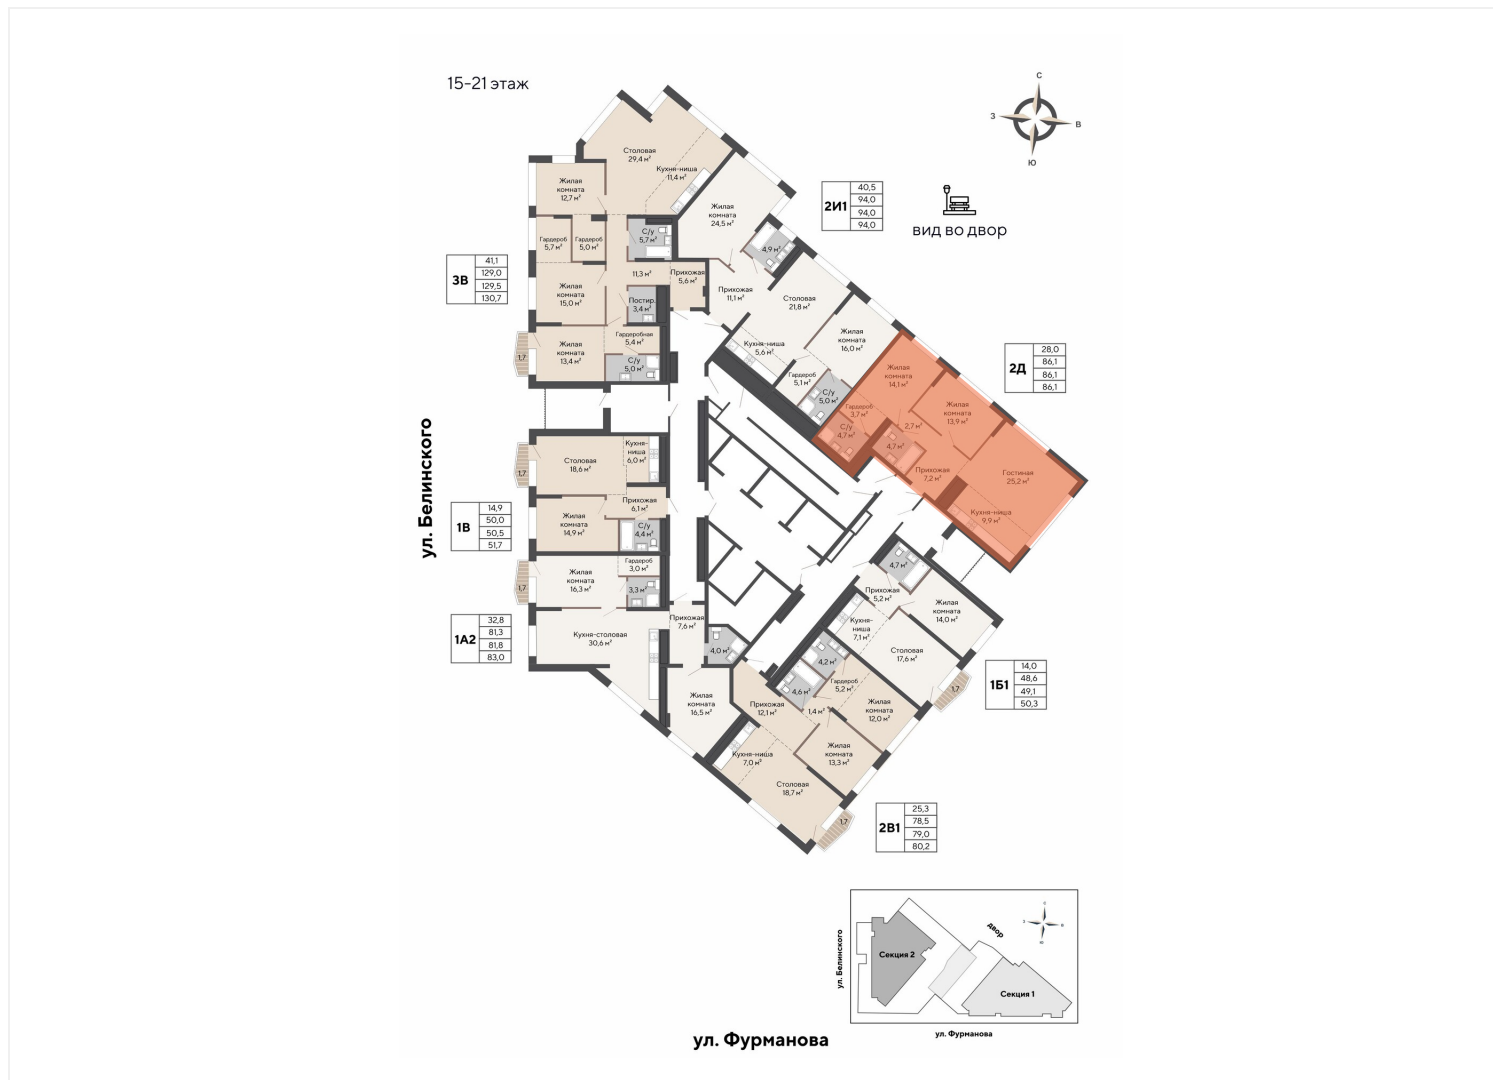 15-21 этаж
С
З
В
Ю
2И1
40,5
94,0
94,0
94,0
вид во двор
Столовая
29,4 м²
Кухня-ниша
11,4 м²
Жилая
комната
12,7 м²
Жилая
комната
24,5 м²
Гардероб
5,7 м²
Гардероб
5,0 м²
С/у
5,7 м²
4,9 м²
3В
41,1
129,0
129,5
130,7
11,3 м²
Прихожая
5,6 м²
Жилая
комната
15,0 м²
Постир.
3,4 м²
Прихожая
11,1 м²
Столовая
21,8 м²
Жилая
комната
16,0 м²
Кухня-ниша
5,6 м²
Гардероб
5,1 м²
С/у
5,0 м²
1,7
Жилая
комната
13,4 м²
Гардеробная
5,4 м²
С/у
5,0 м²
2Д
28,0
86,1
86,1
86,1
Жилая
комната
14,1 м²
Жилая
комната
13,9 м²
Гардероб
3,7 м²
2,7 м²
С/у
4,7 м²
4,7 м²
Прихожая
7,2 м²
Гостиная
25,2 м²
Кухня-ниша
9,9 м²
ул. Белинского
1,7
Столовая
18,6 м²
Кухня-
ниша
6,0 м²
Прихожая
6,1 м²
1В
14,9
50,0
50,5
51,7
Жилая
комната
14,9 м²
С/у
4,4 м²
1,7
Жилая
комната
16,3 м²
Гардероб
3,0 м²
3,3 м²
1А2
32,8
81,3
81,8
83,0
Кухня-столовая
30,6 м²
Прихожая
7,6 м²
4,0 м²
Жилая
комната
16,5 м²
4,7 м²
Прихожая
5,2 м²
Жилая
комната
14,0 м²
Кухня-
ниша
7,1 м²
Столовая
17,6 м²
1,7
1Б1
14,0
48,6
49,1
50,3
4,2 м²
4,6 м²
Гардероб
5,2 м²
Жилая
комната
12,0 м²
Прихожая
12,1 м²
1,4 м²
Жилая
комната
13,3 м²
Кухня-ниша
7,0 м²
Столовая
18,7 м²
1,7
2В1
25,3
78,5
79,0
80,2
ул. Белинского
Секция 2
двор
С
З
В
Ю
Секция 1
ул. Фурманова
ул. Фурманова